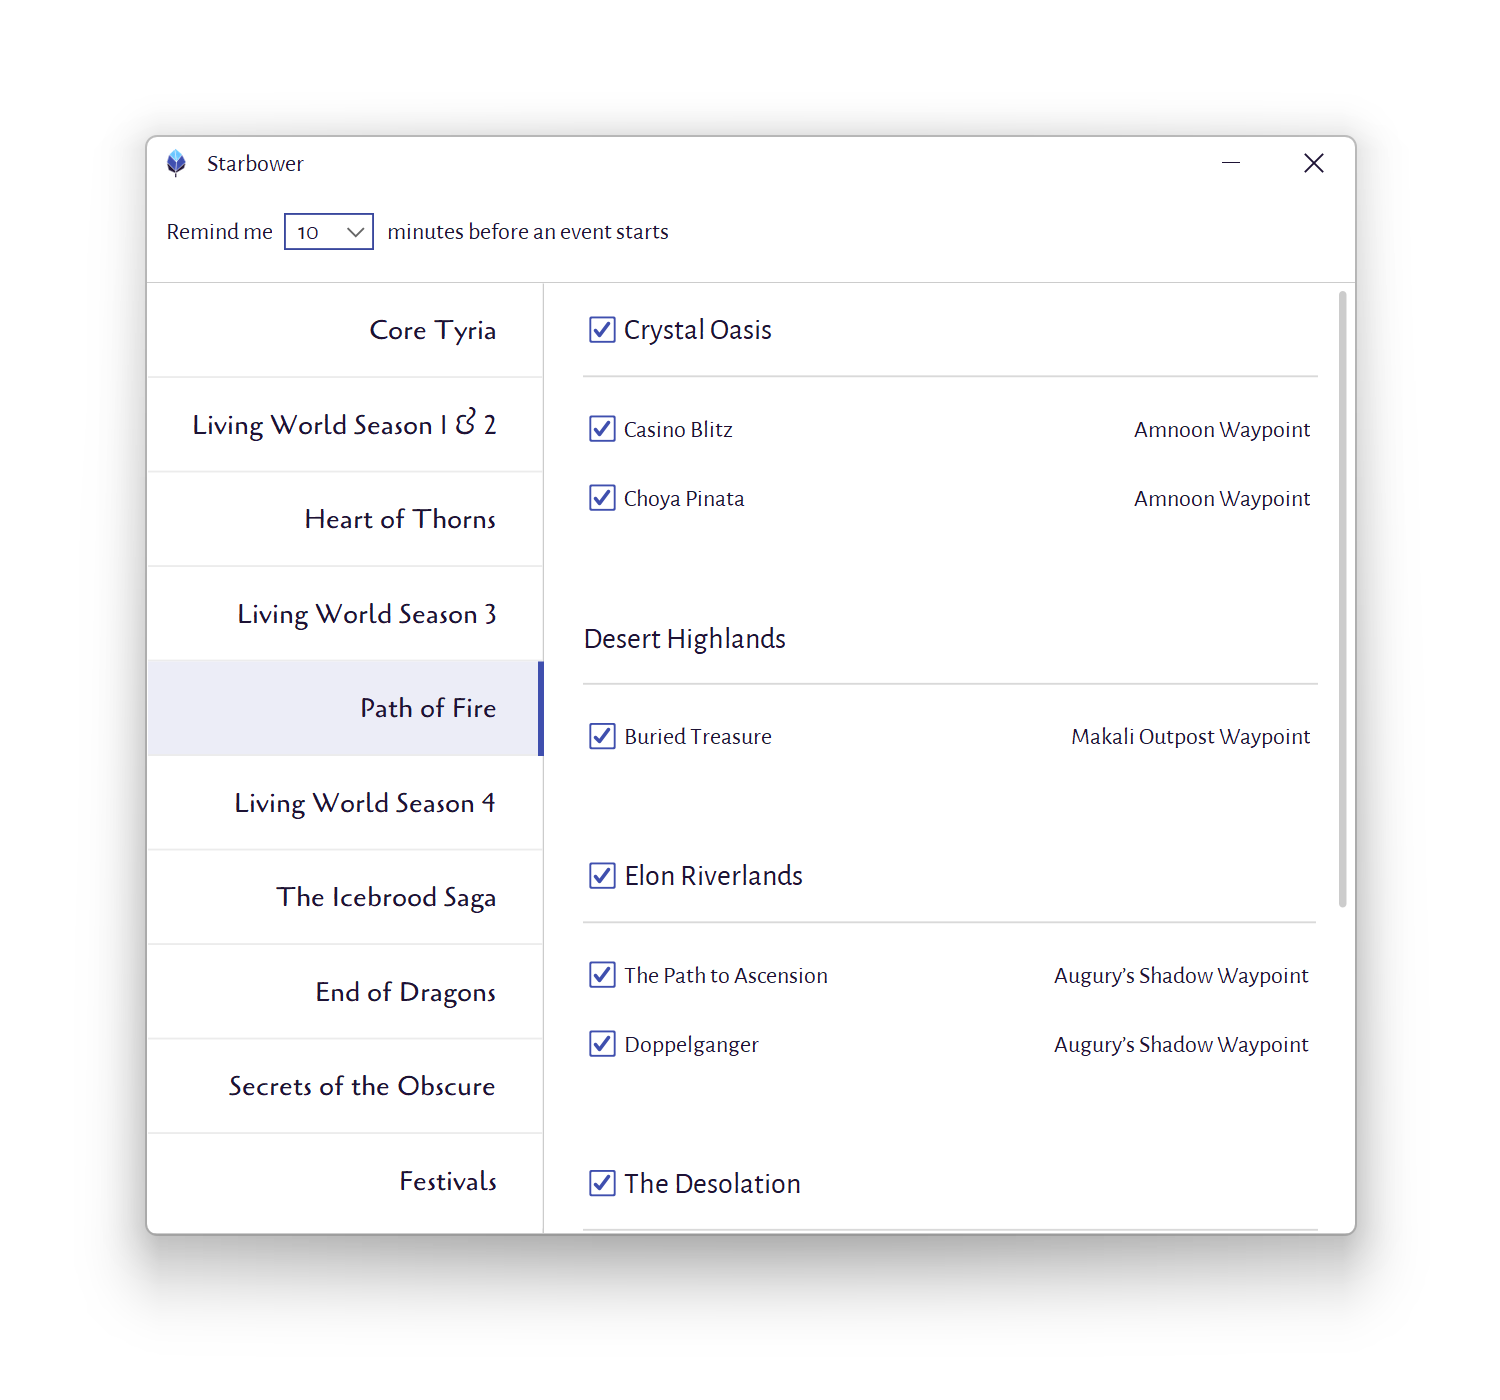 Starbower
Remind me 10 minutes before an event starts
Core Tyria
Living World Season 1 & 2
Heart of Thorns
Living World Season 3
Path of Fire
Living World Season 4
The Icebrood Saga
End of Dragons
Secrets of the Obscure
Festivals
Crystal Oasis
Casino Blitz Amnoon Waypoint
Choya Pinata Amnoon Waypoint
Desert Highlands
Buried Treasure Makali Outpost Waypoint
Elon Riverlands
The Path to Ascension Augury’s Shadow Waypoint
Doppelganger Augury’s Shadow Waypoint
The Desolation